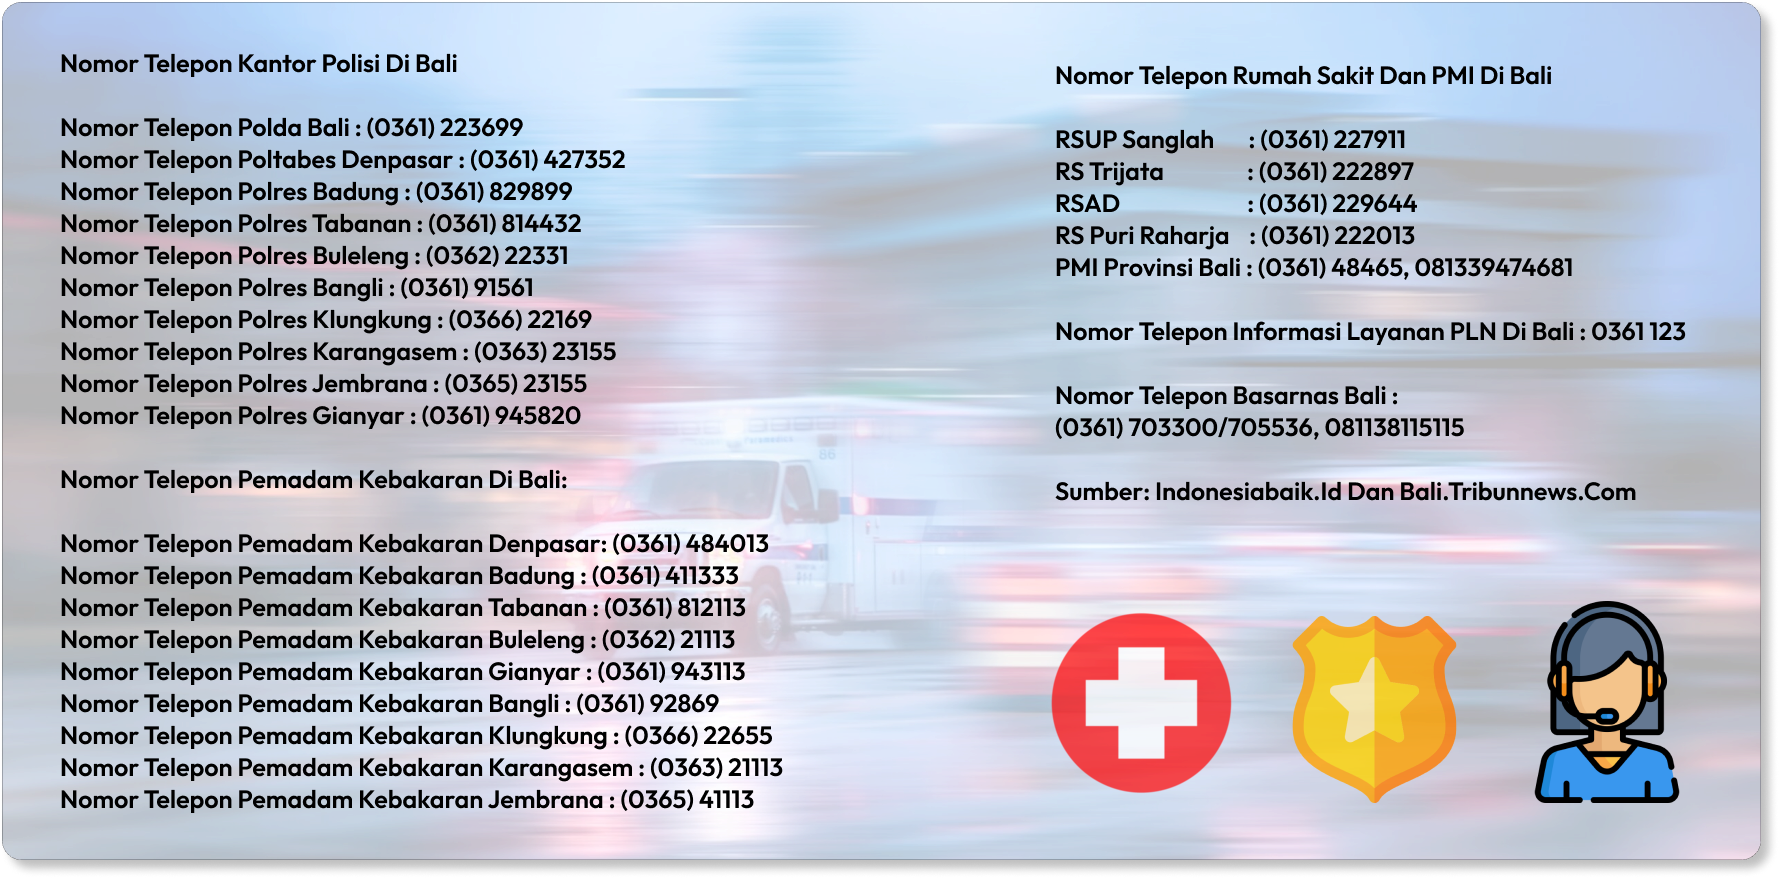 Nomor Telepon Kantor Polisi Di Bali
Nomor Telepon Polda Bali : (0361) 223699
Nomor Telepon Poltabes Denpasar : (0361) 427352
Nomor Telepon Polres Badung : (0361) 829899
Nomor Telepon Polres Tabanan : (0361) 814432
Nomor Telepon Polres Buleleng : (0362) 22331
Nomor Telepon Polres Bangli : (0361) 91561
Nomor Telepon Polres Klungkung : (0366) 22169
Nomor Telepon Polres Karangasem : (0363) 23155
Nomor Telepon Polres Jembrana : (0365) 23155
Nomor Telepon Polres Gianyar : (0361) 945820
Nomor Telepon Pemadam Kebakaran Di Bali:
Nomor Telepon Pemadam Kebakaran Denpasar: (0361) 484013
Nomor Telepon Pemadam Kebakaran Badung : (0361) 411333
Nomor Telepon Pemadam Kebakaran Tabanan : (0361) 812113
Nomor Telepon Pemadam Kebakaran Buleleng : (0362) 21113
Nomor Telepon Pemadam Kebakaran Gianyar : (0361) 943113
Nomor Telepon Pemadam Kebakaran Bangli : (0361) 92869
Nomor Telepon Pemadam Kebakaran Klungkung : (0366) 22655
Nomor Telepon Pemadam Kebakaran Karangasem : (0363) 21113
Nomor Telepon Pemadam Kebakaran Jembrana : (0365) 41113
Nomor Telepon Rumah Sakit Dan PMI Di Bali
RSUP Sanglah : (0361) 227911
RS Trijata : (0361) 222897
RSAD : (0361) 229644
RS Puri Raharja : (0361) 222013
PMI Provinsi Bali : (0361) 48465, 081339474681
Nomor Telepon Informasi Layanan PLN Di Bali : 0361 123
Nomor Telepon Basarnas Bali :
(0361) 703300/705536, 081138115115
Sumber: Indonesiabaik.Id Dan Bali.Tribunnews.Com
86